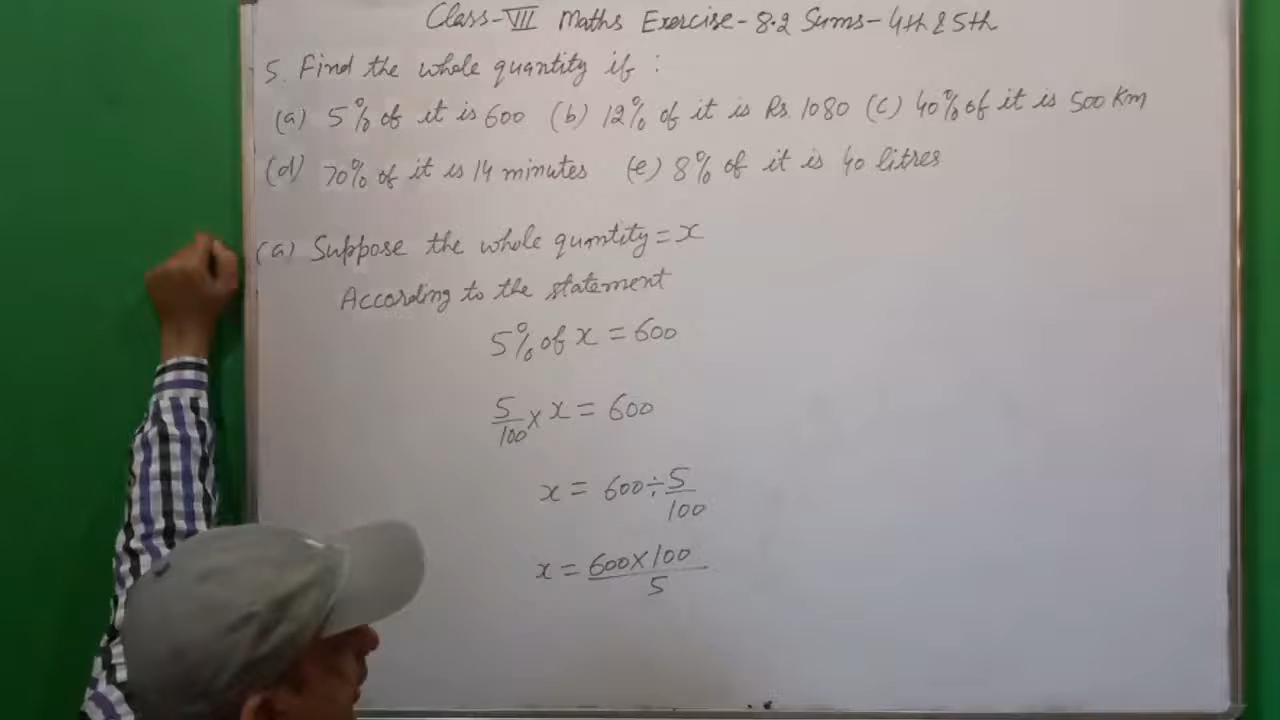 Class-VII Maths Exercise-8.2 Sums-4th & 5th
5. Find the whole quantity if :
(a) 5% of it is 600 (b) 12% of it is Rs. 1080 (c) 40% of it is 500 Km
(d) 70% of it is 14 minutes (e) 8% of it is 40 litres
(a) Suppose the whole quantity = x
According to the statement
5% of x = 600
5/100 × x = 600
x = 600 ÷ 5/100
x = 600 × 100/5